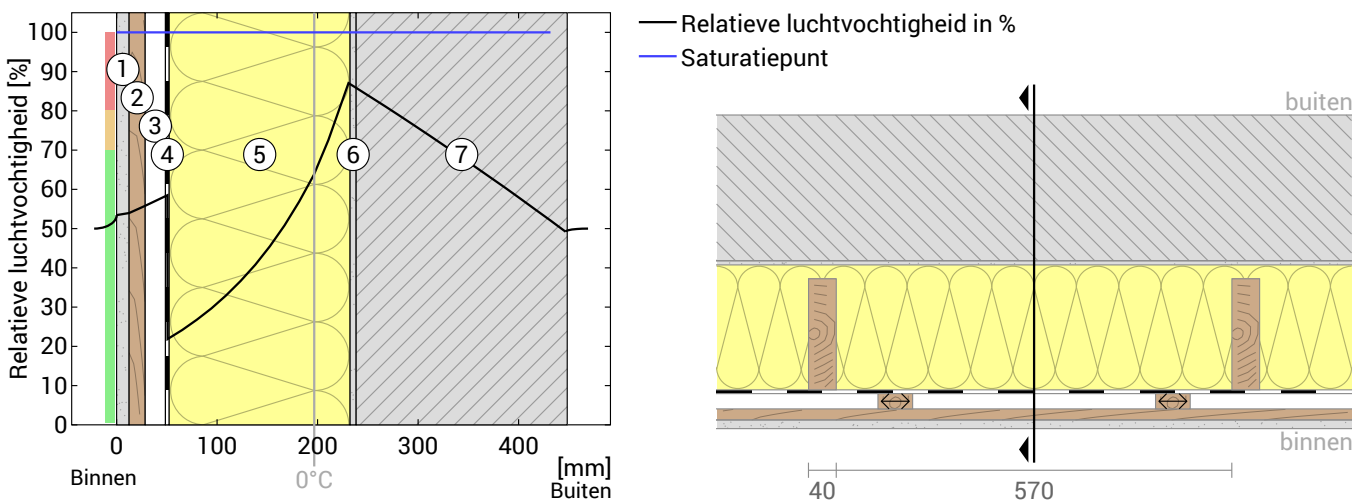 Relatieve luchtvochtigheid [%]
100
90
80
70
60
50
40
30
20
10
0
1
2
3
4
5
6
7
0 100 200 300 400
[mm]
Binnen 0°C Buiten
Relatieve luchtvochtigheid in %
Saturatiepunt
buiten
binnen
40 570